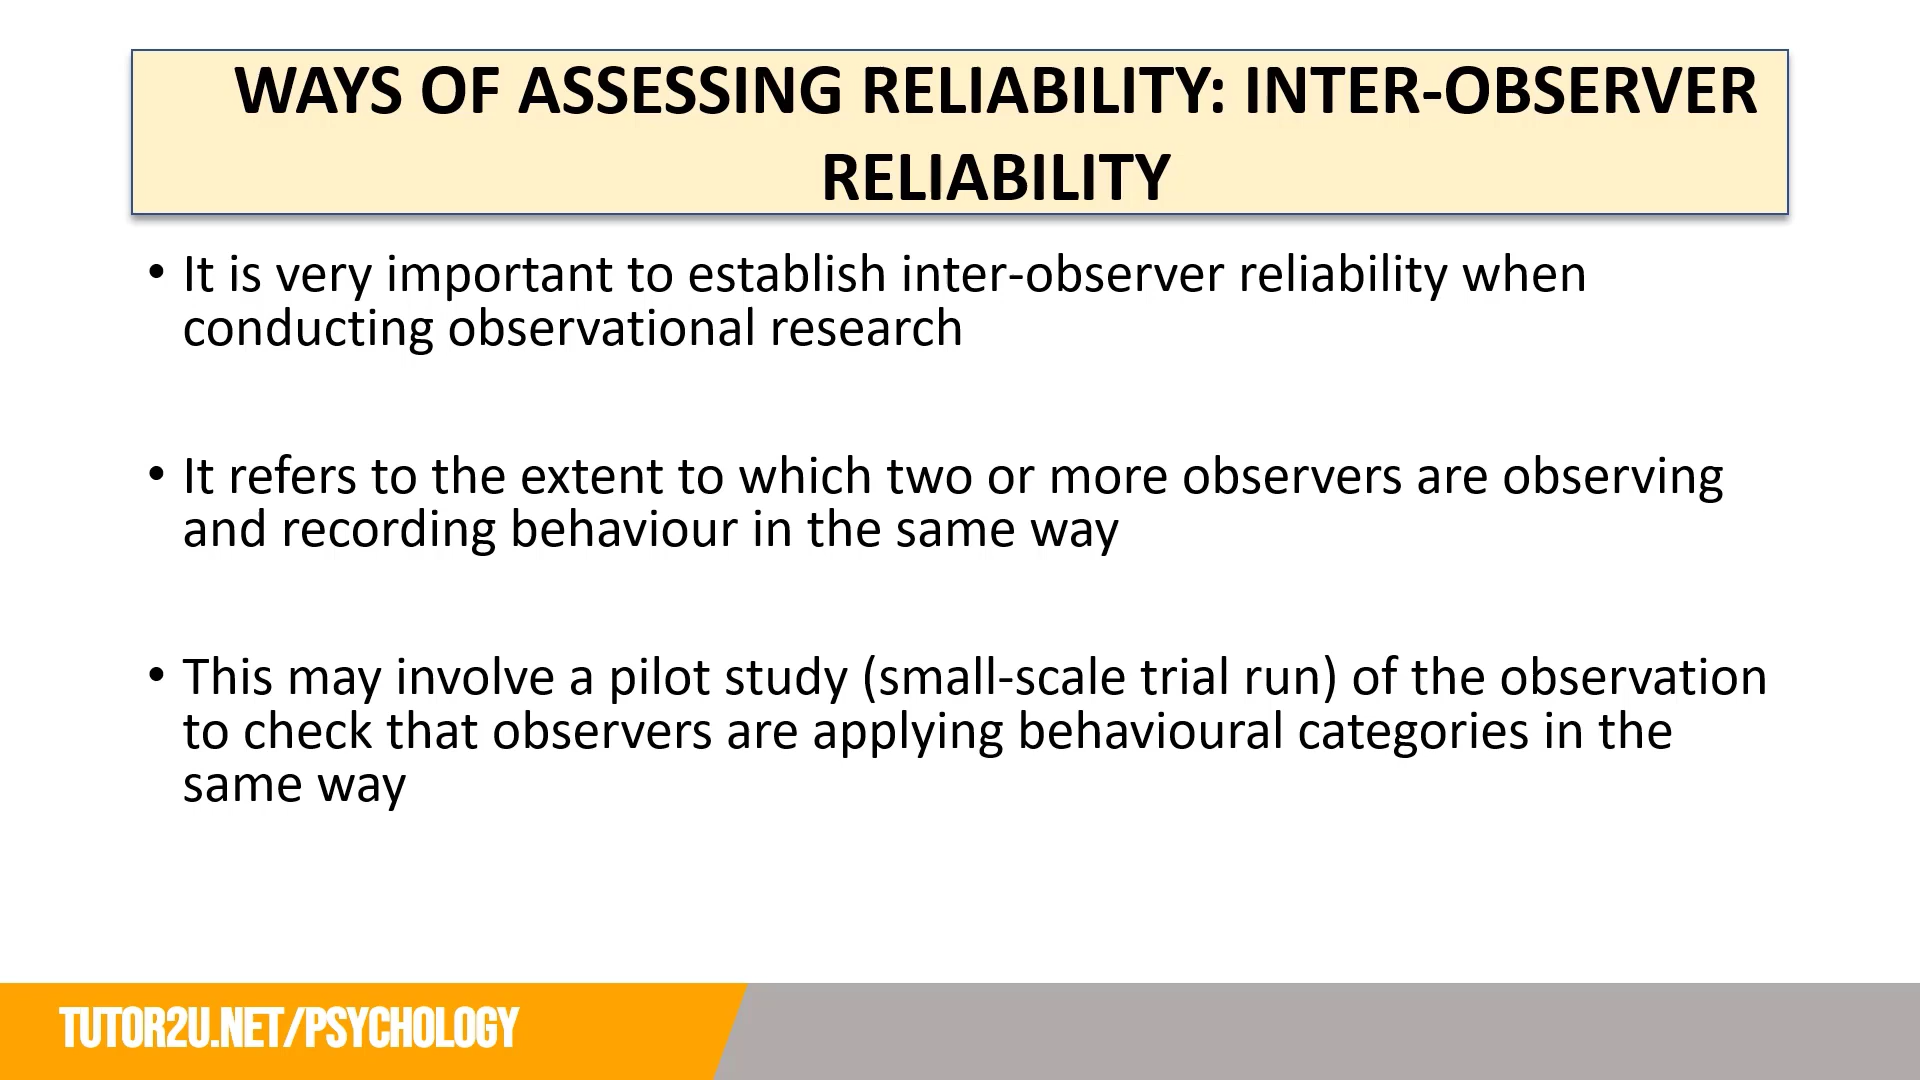 WAYS OF ASSESSING RELIABILITY: INTER-OBSERVER
RELIABILITY
• It is very important to establish inter-observer reliability when
conducting observational research
• It refers to the extent to which two or more observers are observing
and recording behaviour in the same way
• This may involve a pilot study (small-scale trial run) of the observation
to check that observers are applying behavioural categories in the
same way
TUTOR2U.NET/PSYCHOLOGY